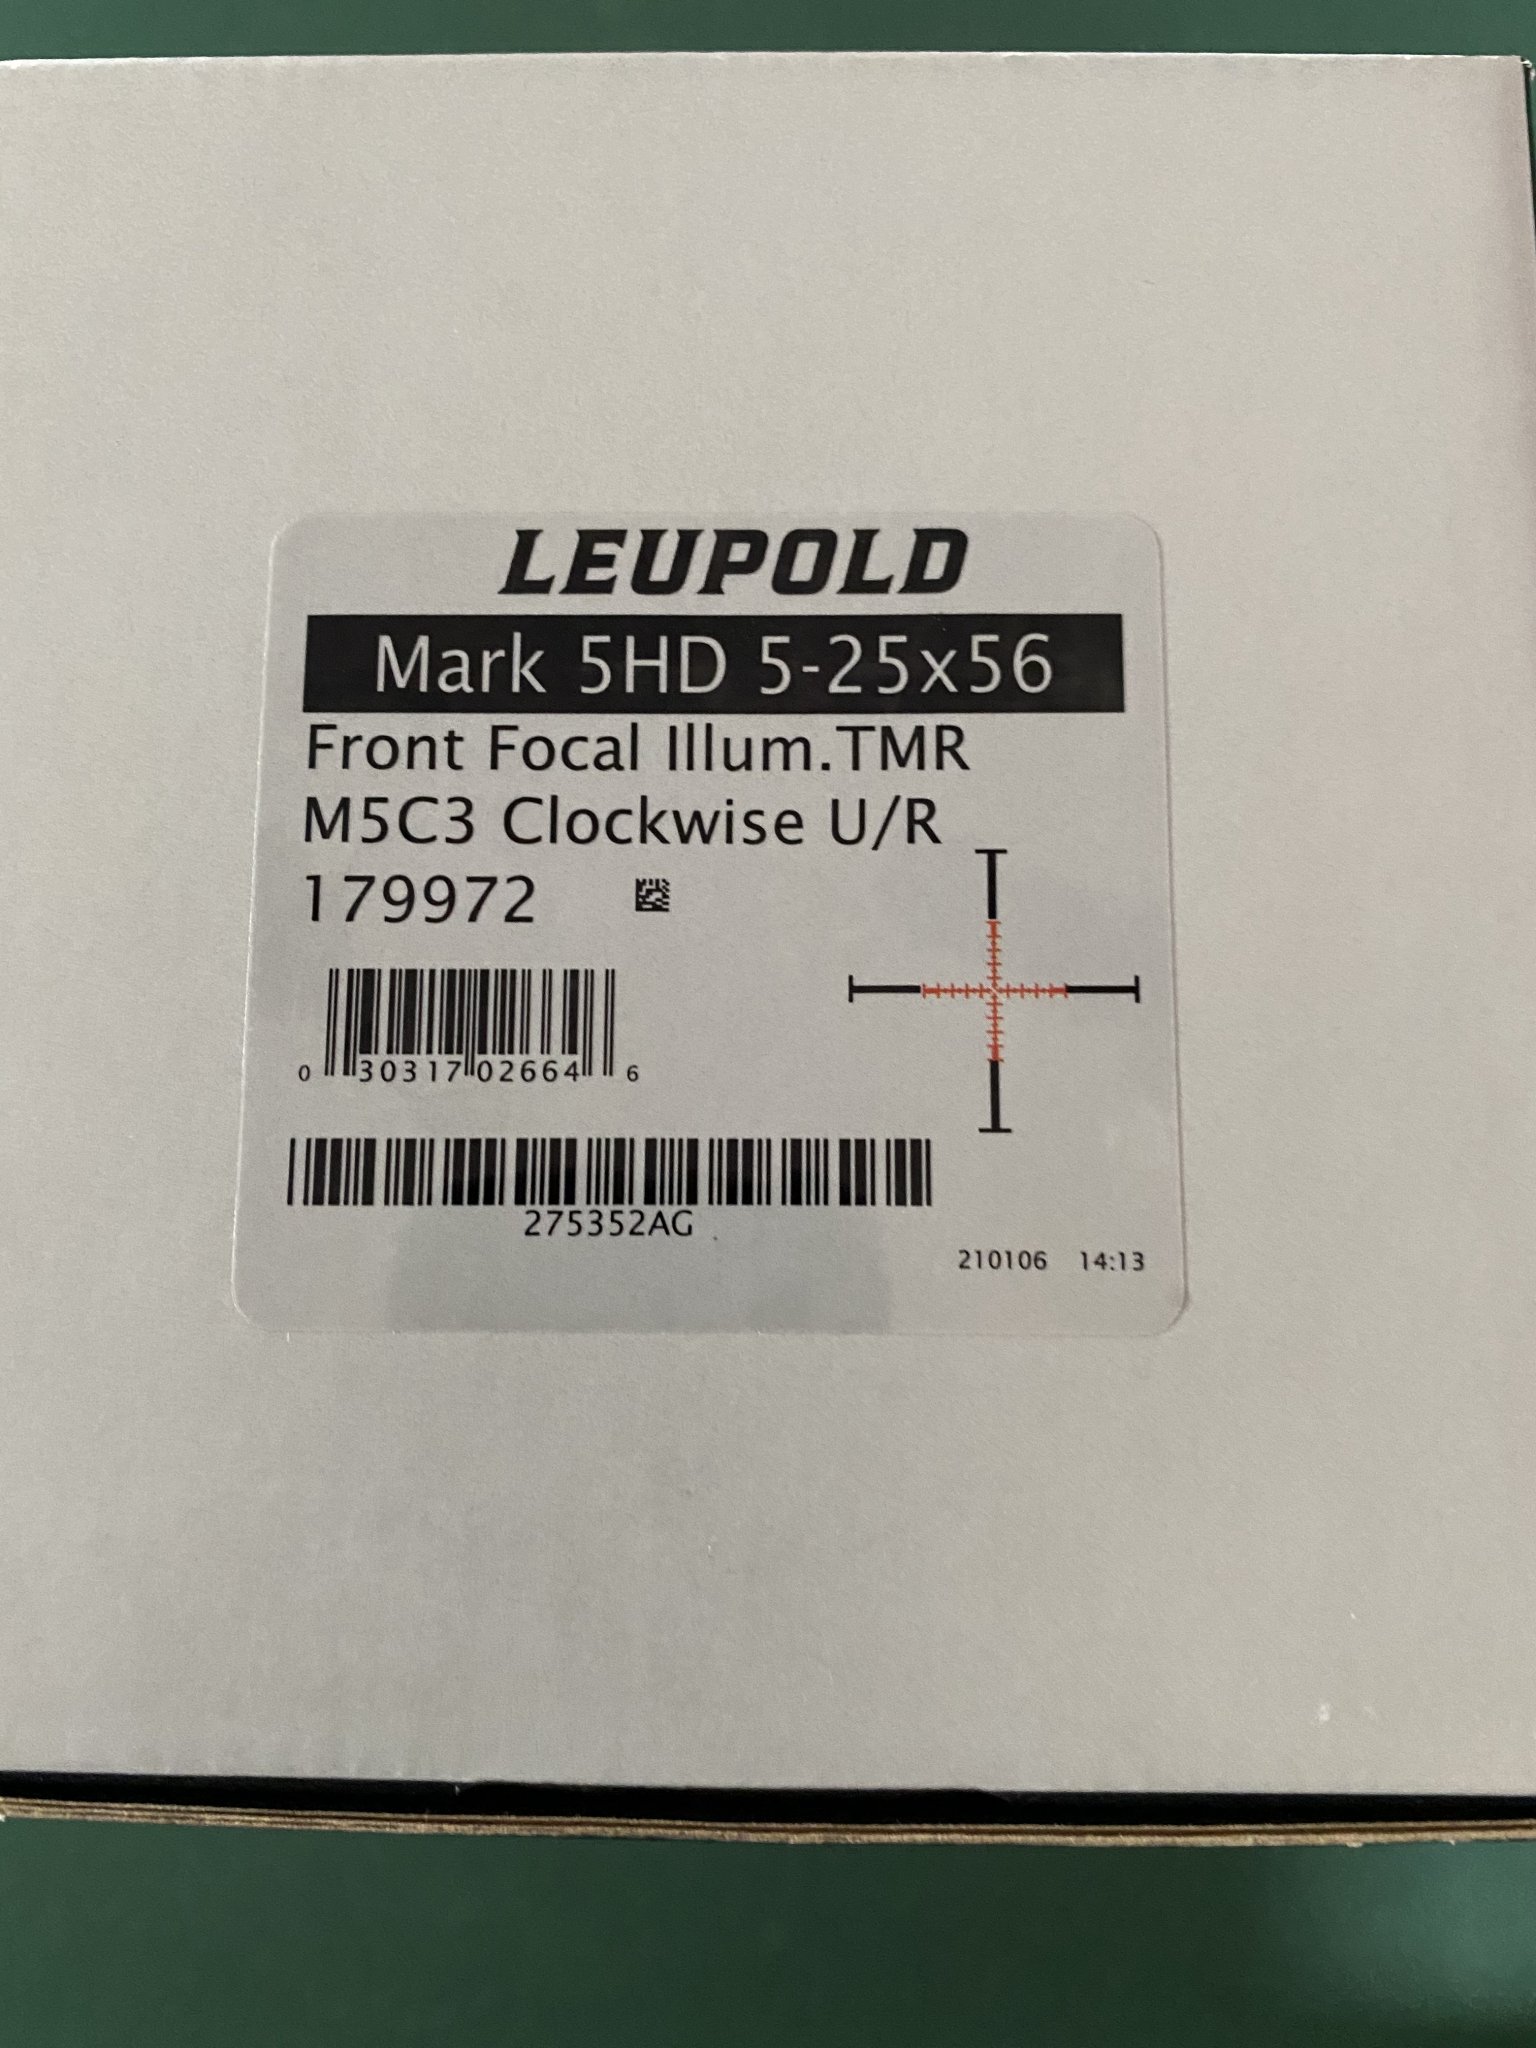 LEUPOLD
Mark 5HD 5-25x56
Front Focal Illum.TMR
M5C3 Clockwise U/R
179972
0 30317 02664 6
275352AG
210106 14:13